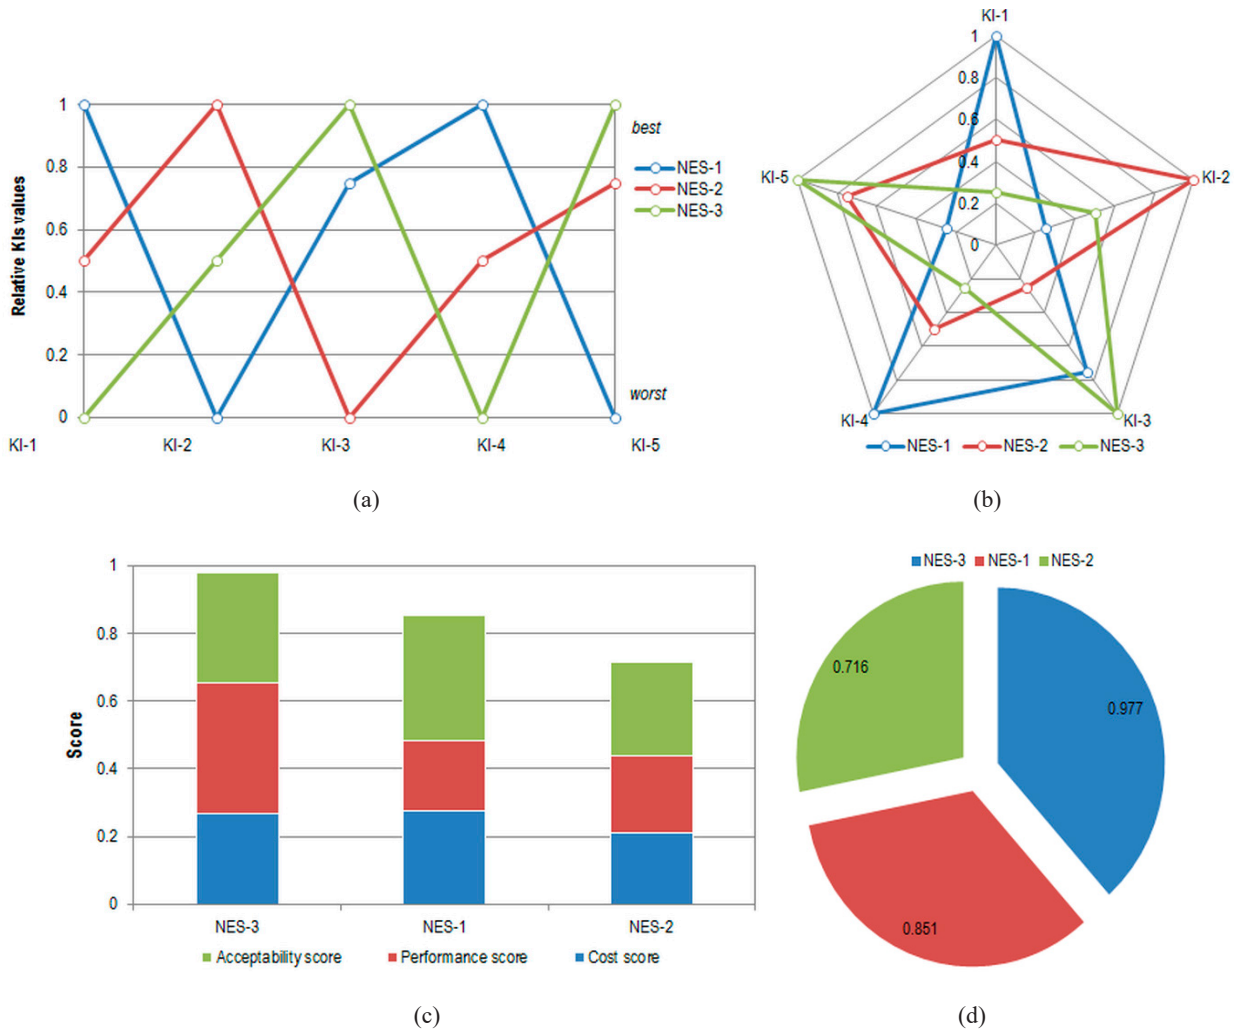 1
0.8
0.6
0.4
0.2
0
Relative KIs values
KI-1 KI-2 KI-3 KI-4 KI-5
best
worst
NES-1
NES-2
NES-3
(a)
KI-1
1
0.8
0.6
0.4
0.2
0
KI-5
KI-2
KI-4
KI-3
NES-1 NES-2 NES-3
(b)
1
0.8
0.6
0.4
0.2
0
Score
NES-3 NES-1 NES-2
Acceptability score Performance score Cost score
(c)
NES-3 NES-1 NES-2
0.716
0.977
0.851
(d)